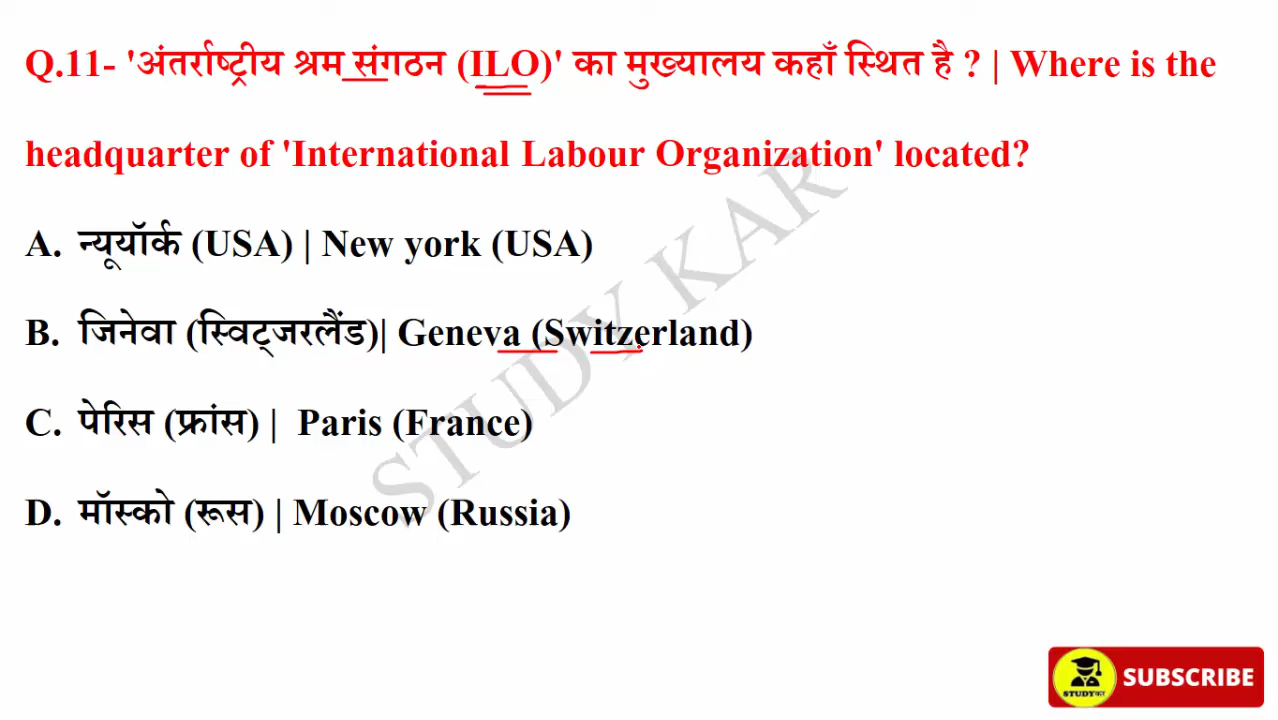 Q.11- 'अंतर्राष्ट्रीय श्रम संगठन (ILO)' का मुख्यालय कहाँ स्थित है ? | Where is the
headquarter of 'International Labour Organization' located?
A. न्यूयॉर्क (USA) | New york (USA)
B. जिनेवा (स्विट्जरलैंड)| Geneva (Switzerland)
C. पेरिस (फ्रांस) | Paris (France)
D. मॉस्को (रूस) | Moscow (Russia)
STUDY KAR
STUDYकर
SUBSCRIBE